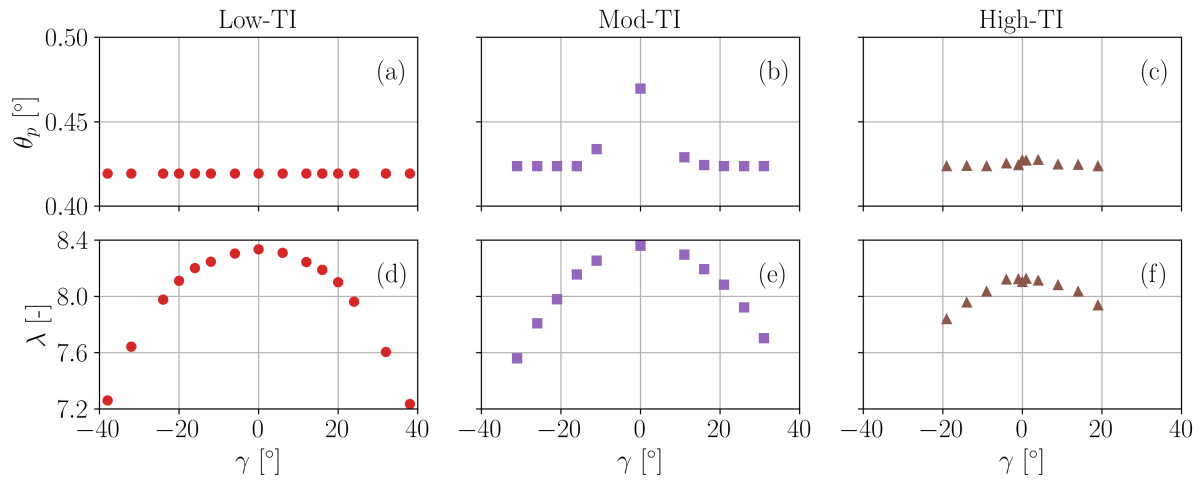 Low-TI Mod-TI High-TI
0.50
(a) (b) (c)
0.45
θp [°]
0.40
8.4
(d) (e) (f)
8.0
λ [-]
7.6
7.2
−40 −20 0 20 40 −40 −20 0 20 40 −40 −20 0 20 40
γ [°] γ [°] γ [°]